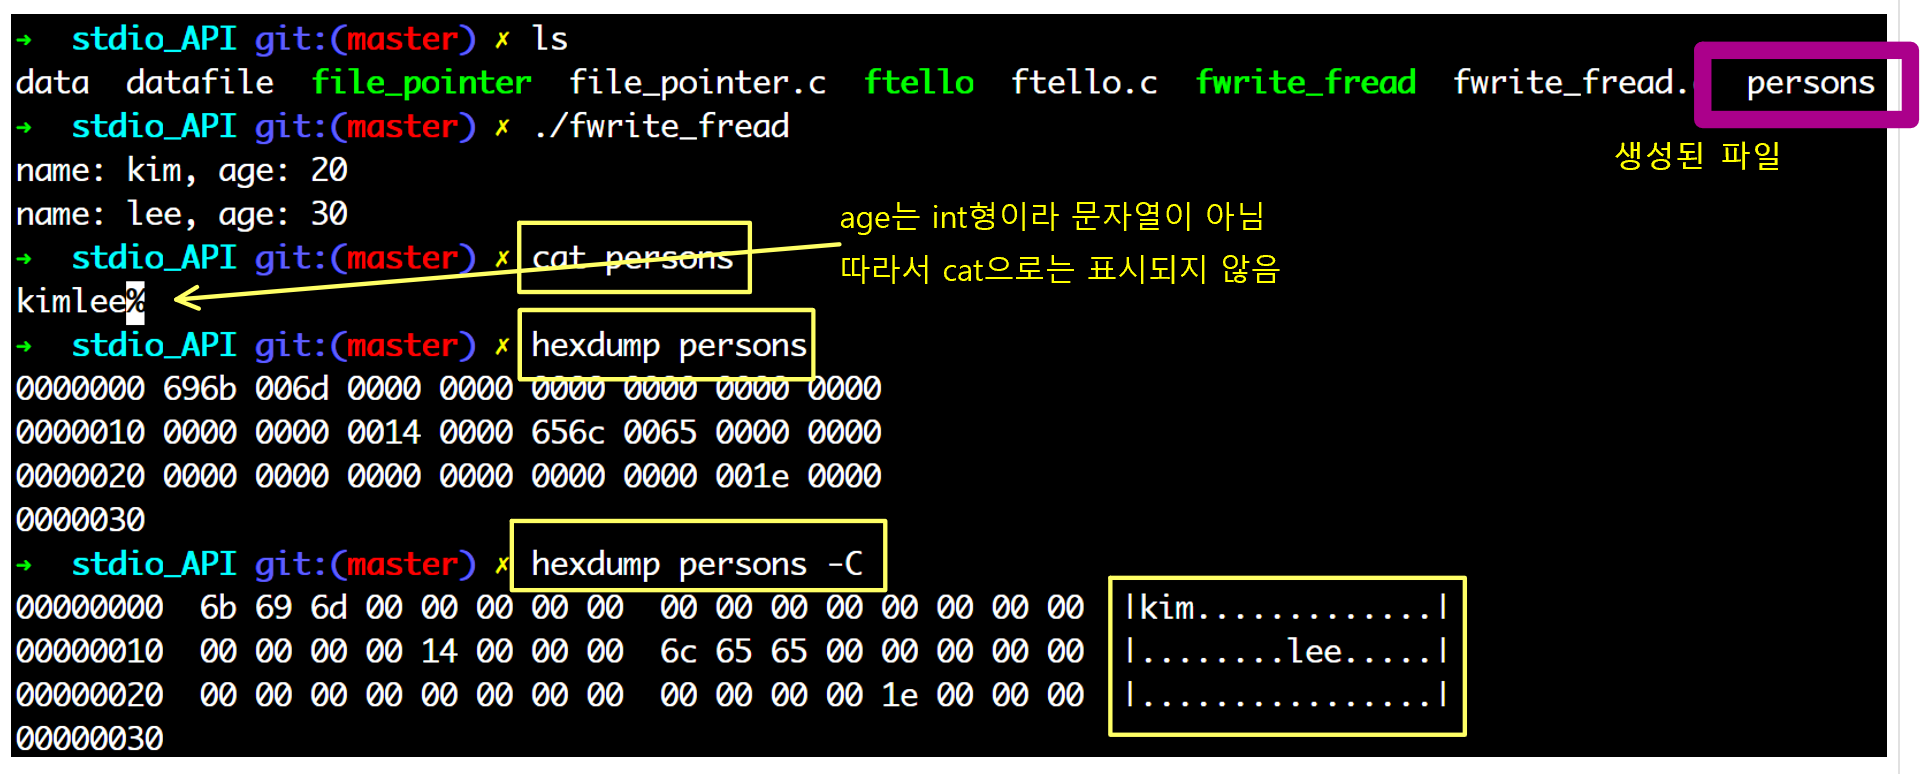 → stdio_API git:(master) ✗ ls
data datafile file_pointer file_pointer.c ftello ftello.c fwrite_fread fwrite_fread. persons
→ stdio_API git:(master) ✗ ./fwrite_fread
생성된 파일
name: kim, age: 20
name: lee, age: 30
age는 int형이라 문자열이 아님
→ stdio_API git:(master) ✗ cat persons
따라서 cat으로는 표시되지 않음
kimlee%
→ stdio_API git:(master) ✗ hexdump persons
0000000 696b 006d 0000 0000 0000 0000 0000 0000
0000010 0000 0000 0014 0000 656c 0065 0000 0000
0000020 0000 0000 0000 0000 0000 0000 001e 0000
0000030
→ stdio_API git:(master) ✗ hexdump persons -C
00000000 6b 69 6d 00 00 00 00 00 00 00 00 00 00 00 00 00 |kim.............|
00000010 00 00 00 00 14 00 00 00 6c 65 65 00 00 00 00 00 |........lee.....|
00000020 00 00 00 00 00 00 00 00 00 00 00 00 1e 00 00 00 |................|
00000030